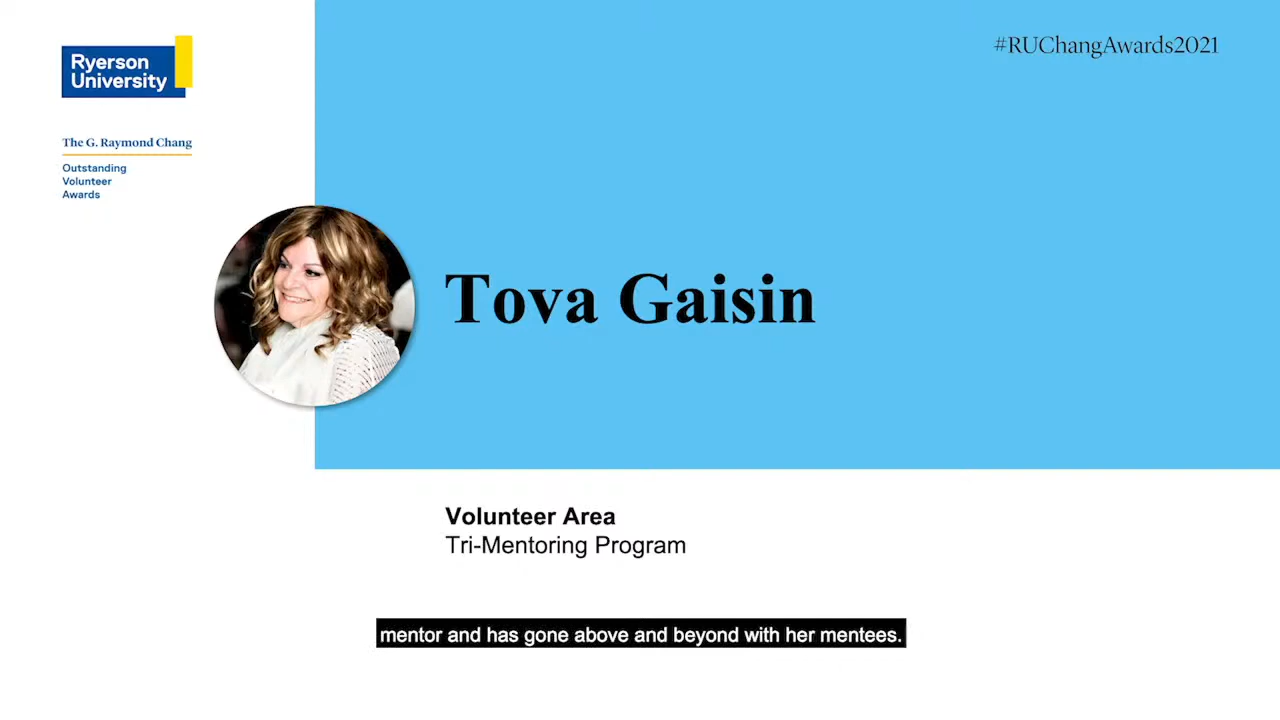 Ryerson
University
#RUChangAwards2021
The G. Raymond Chang
Outstanding
Volunteer
Awards
Tova Gaisin
Volunteer Area
Tri-Mentoring Program
mentor and has gone above and beyond with her mentees.